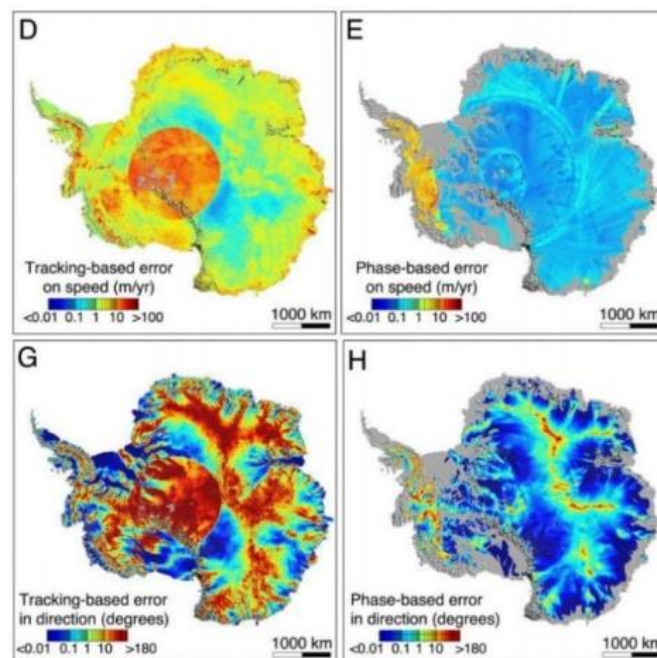 D
Tracking-based error
on speed (m/yr)
<0.01 0.1 1 10 >100
1000 km
E
Phase-based error
on speed (m/yr)
<0.01 0.1 1 10 >100
1000 km
G
Tracking-based error
in direction (degrees)
<0.01 0.1 1 10 >180
1000 km
H
Phase-based error
in direction (degrees)
<0.01 0.1 1 10 >180
1000 km